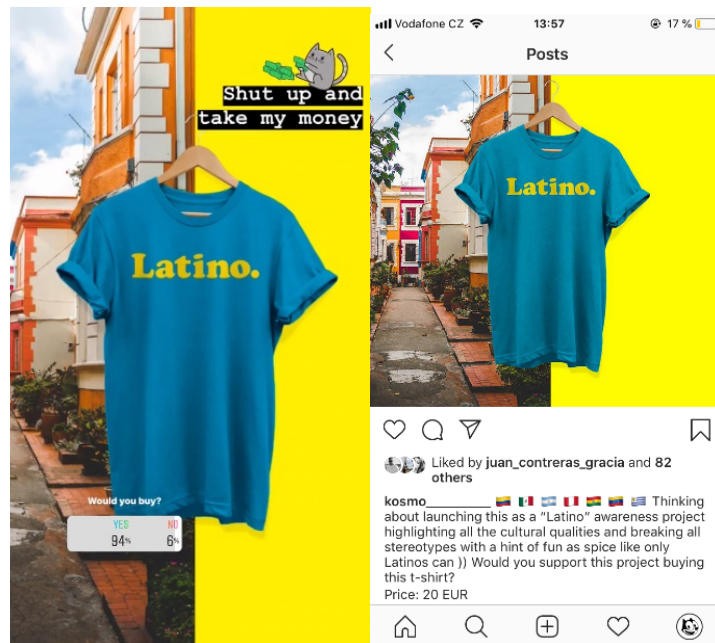 Shut up and
take my money
Latino.
Would you buy?
YES NO
94% 6%
Vodafone CZ 13:57 17 %
Posts
Latino.
Liked by juan_contreras_gracia and 82
others
kosmo_________ 🇨🇴 🇲🇽 🇦🇷 🇵🇪 🇧🇴 🇻🇪 🇺🇾 Thinking
about launching this as a “Latino” awareness project
highlighting all the cultural qualities and breaking all
stereotypes with a hint of fun as spice like only
Latinos can )) Would you support this project buying
this t-shirt?
Price: 20 EUR